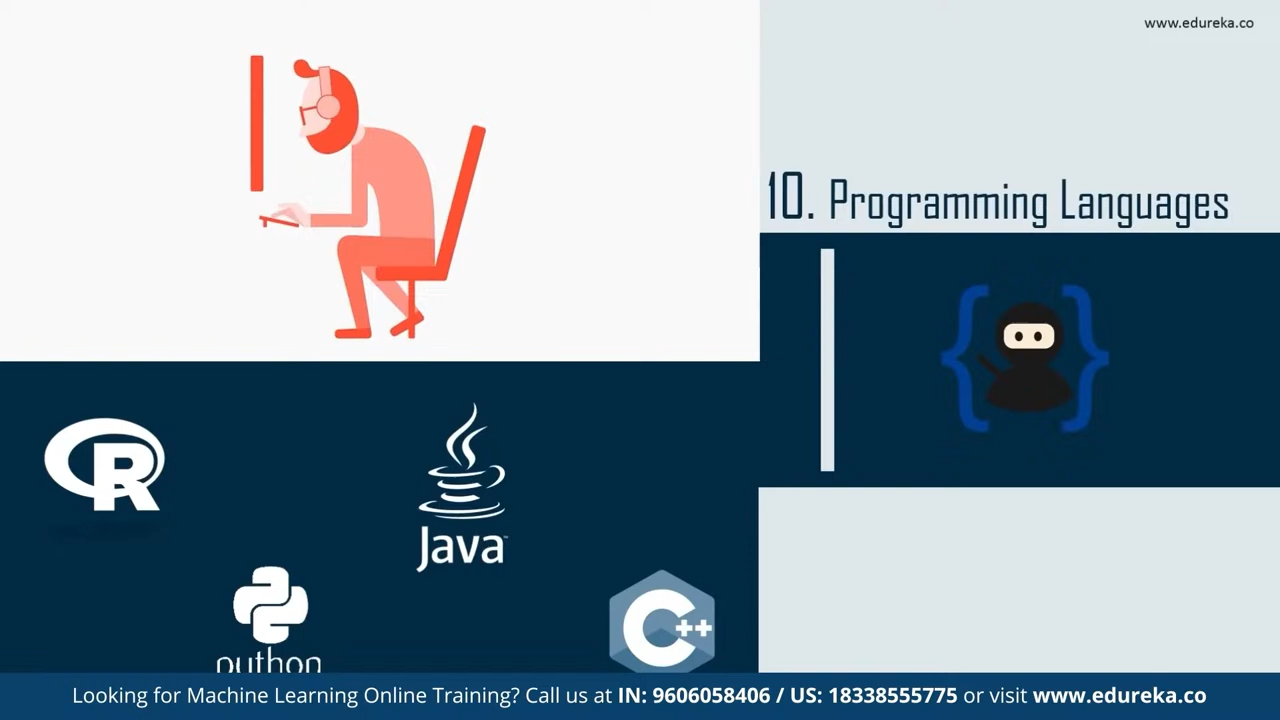 www.edureka.co
10. Programming Languages
R
Java
python
C++
Looking for Machine Learning Online Training? Call us at IN: 9606058406 / US: 18338555775 or visit www.edureka.co